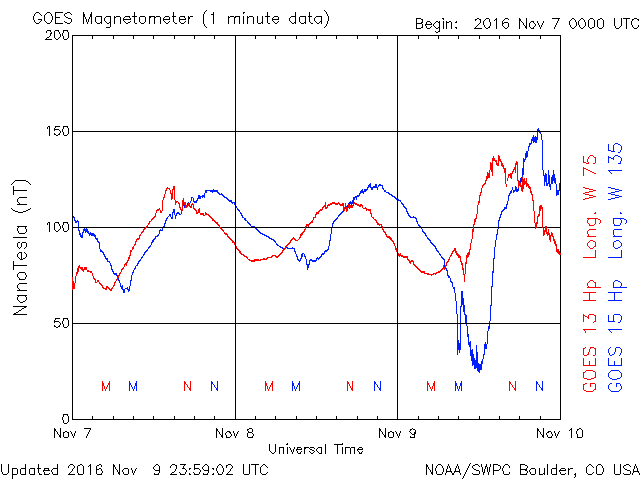 GOES Magnetometer (1 minute data)
Begin: 2016 Nov 7 0000 UTC
200
150
100
50
0
NanoTesla (nT)
M M N N M M N N M M N N
Nov 7 Nov 8 Nov 9 Nov 10
Universal Time
GOES 13 Hp Long. W 75
GOES 15 Hp Long. W 135
Updated 2016 Nov 9 23:59:02 UTC
NOAA/SWPC Boulder, CO USA